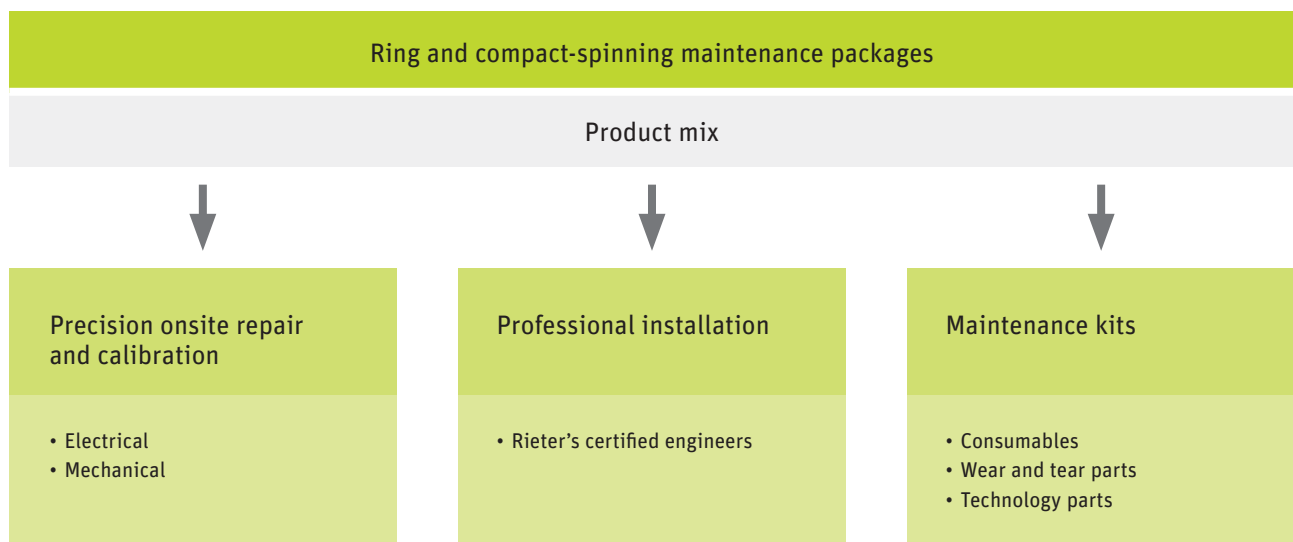 Ring and compact-spinning maintenance packages
Product mix
Precision onsite repair
and calibration
• Electrical
• Mechanical
Professional installation
• Rieter’s certified engineers
Maintenance kits
• Consumables
• Wear and tear parts
• Technology parts